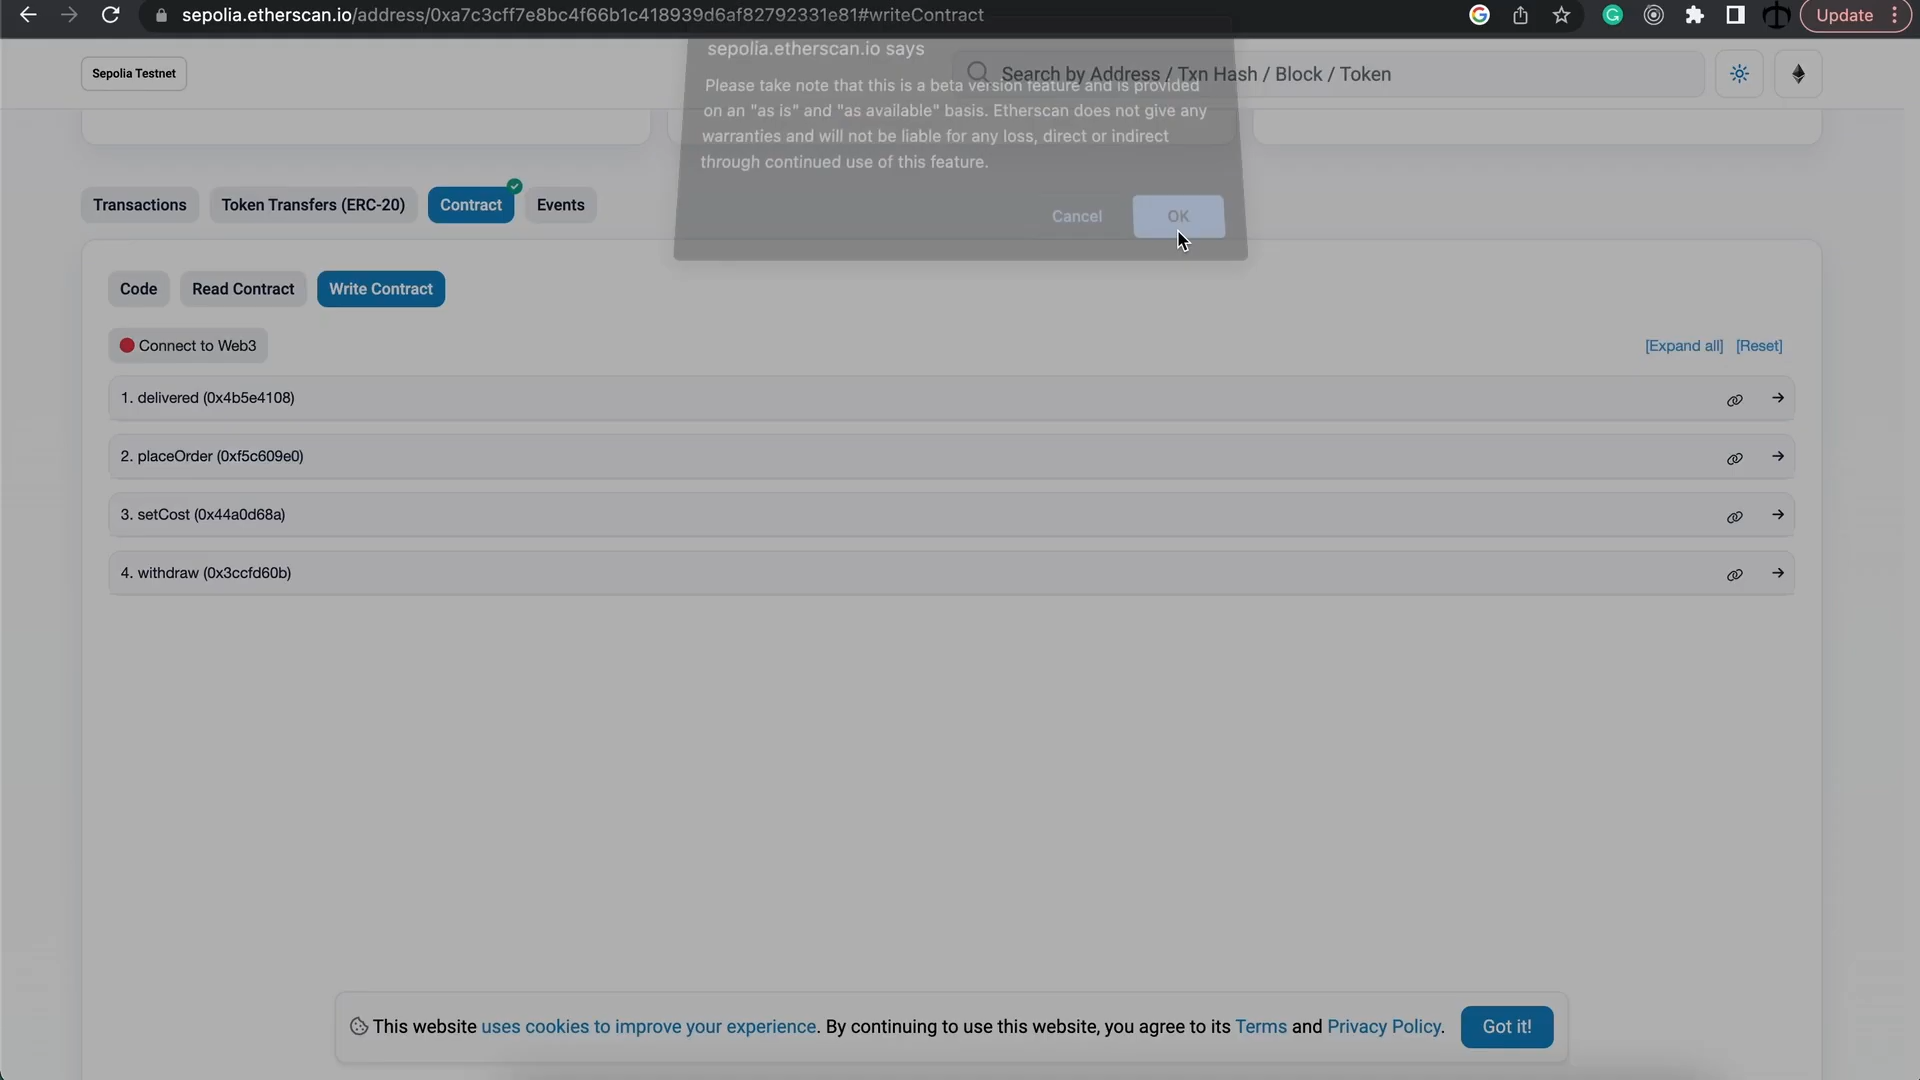 sepolia.etherscan.io/address/0xa7c3cff7e8bc4f66b1c418939d6af82792331e81#writeContract
Update
sepolia.etherscan.io says
Sepolia Testnet
Search by Address / Txn Hash / Block / Token
Please take note that this is a beta version feature and is provided
on an "as is" and "as available" basis. Etherscan does not give any
warranties and will not be liable for any loss, direct or indirect
through continued use of this feature.
Cancel
OK
Transactions
Token Transfers (ERC-20)
Contract
Events
Code
Read Contract
Write Contract
Connect to Web3
[Expand all]
[Reset]
1. delivered (0x4b5e4108)
2. placeOrder (0xf5c609e0)
3. setCost (0x44a0d68a)
4. withdraw (0x3ccfd60b)
This website uses cookies to improve your experience. By continuing to use this website, you agree to its Terms and Privacy Policy.
Got it!